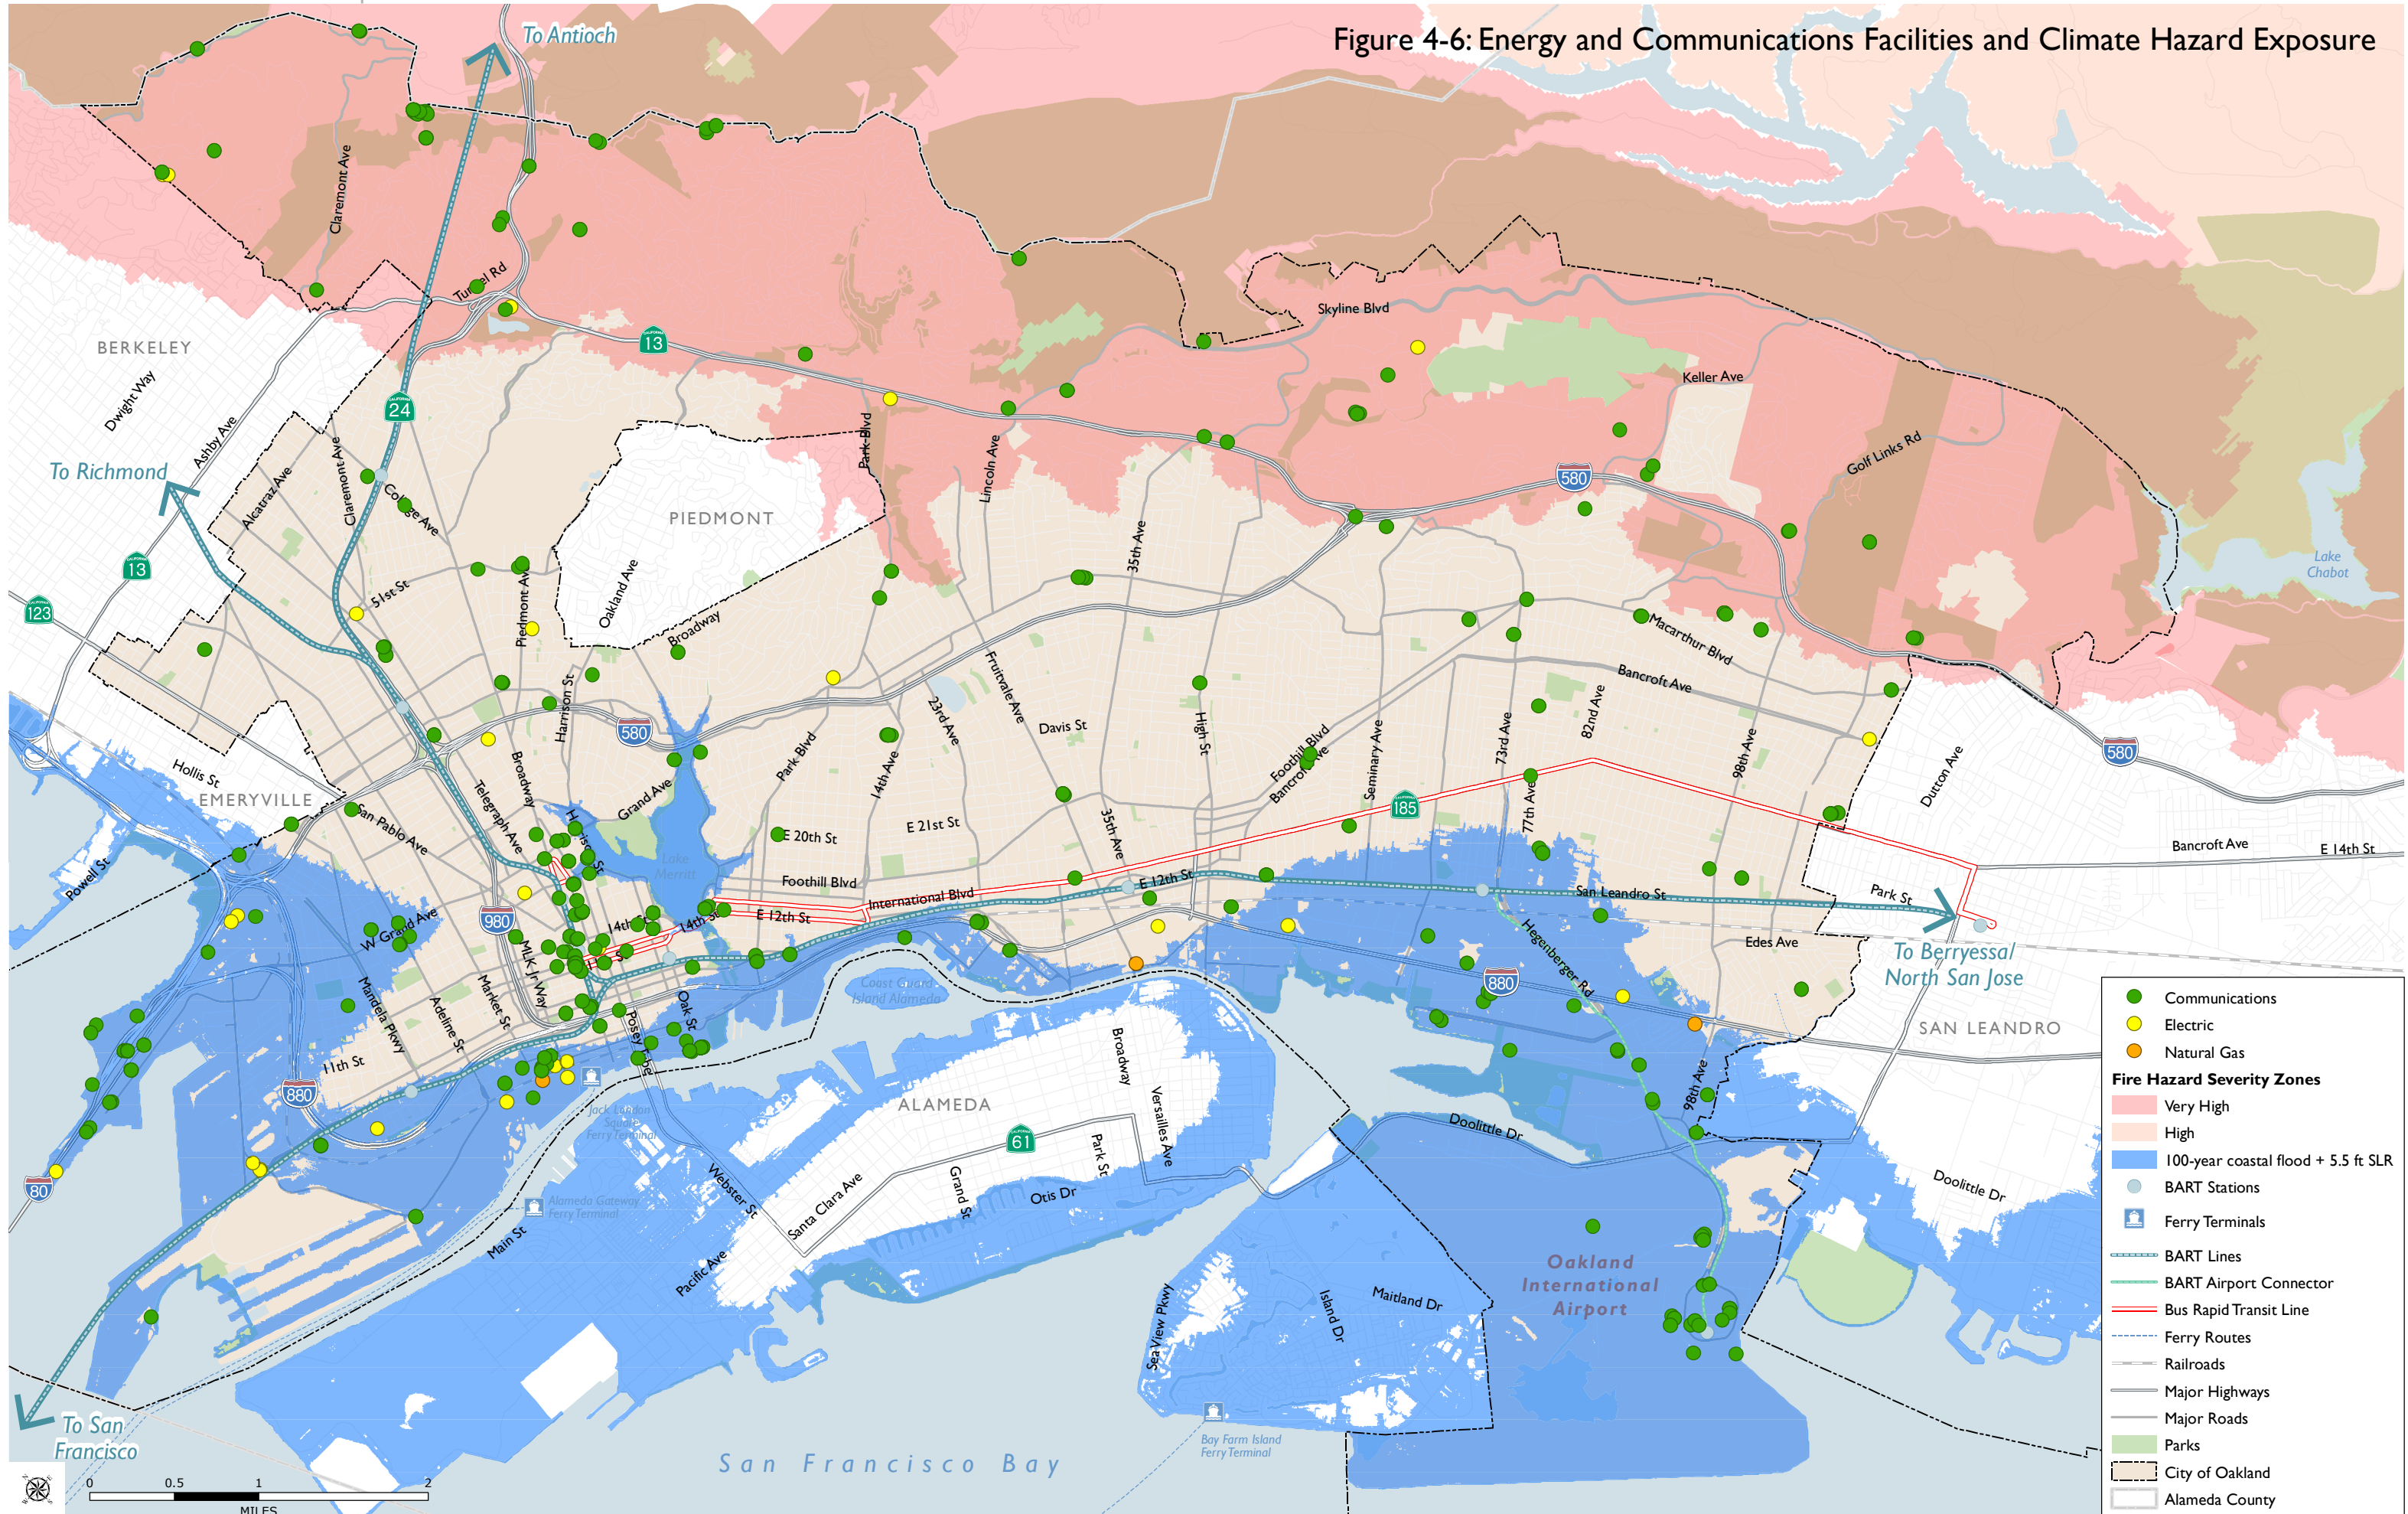 Figure 4-6: Energy and Communications Facilities and Climate Hazard Exposure
To Antioch
Claremont Ave
Tunnel Rd
13
Skyline Blvd
BERKELEY
Dwight Way
Ashby Ave
24
Keller Ave
Park Blvd
Lincoln Ave
Golf Links Rd
To Richmond
Alcatraz Ave
Claremont Ave
College Ave
PIEDMONT
580
35th Ave
Lake
Chabot
13
123
51st St
Piedmont Ave
Oakland Ave
Broadway
Macarthur Blvd
Bancroft Ave
Harrison St
580
Fruitvale Ave
23rd Ave
Davis St
High St
Foothill Blvd
Bancroft Ave
Seminary Ave
73rd Ave
82nd Ave
98th Ave
Dutton Ave
580
Hollis St
EMERYVILLE
San Pablo Ave
Telegraph Ave
Broadway
Harrison St
Grand Ave
Park Blvd
14th Ave
E 20th St
E 21st St
35th Ave
185
77th Ave
Bancroft Ave
E 14th St
Powell St
Lake
Merritt
Foothill Blvd
International Blvd
E 12th St
E 12th St
San Leandro St
Park St
980
W Grand Ave
14th St
14th St
11th St
MLK Jr Way
Market St
Adeline St
Mandela Pkwy
11th St
Oak St
Posey Tube
Coast Guard
Island Alameda
Hegenberger Rd
Edes Ave
To Berryessa/
North San Jose
880
SAN LEANDRO
880
98th Ave
Jack London
Square
Ferry Terminal
ALAMEDA
Broadway
Versailles Ave
61
Park St
Doolittle Dr
Doolittle Dr
80
Alameda Gateway
Ferry Terminal
Main St
Webster St
Santa Clara Ave
Grand St
Otis Dr
Pacific Ave
Sea View Pkwy
Island Dr
Maitland Dr
Oakland
International
Airport
To San
Francisco
San Francisco Bay
Bay Farm Island
Ferry Terminal
0 0.5 1 2
MILES
Communications
Electric
Natural Gas
Fire Hazard Severity Zones
Very High
High
100-year coastal flood + 5.5 ft SLR
BART Stations
Ferry Terminals
BART Lines
BART Airport Connector
Bus Rapid Transit Line
Ferry Routes
Railroads
Major Highways
Major Roads
Parks
City of Oakland
Alameda County